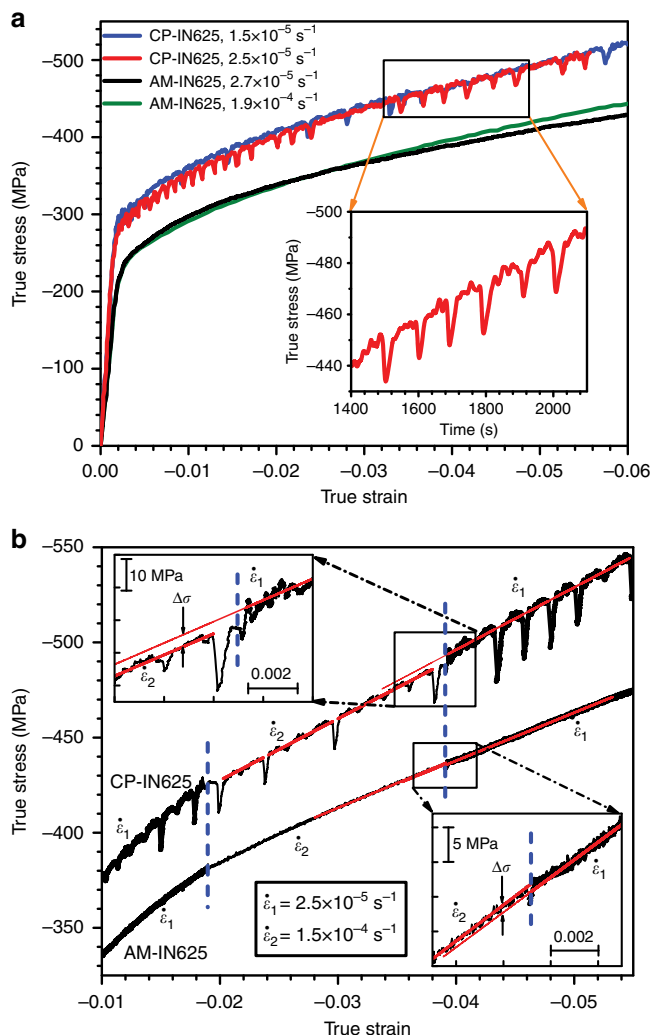 a
CP-IN625, 1.5×10⁻⁵ s⁻¹
CP-IN625, 2.5×10⁻⁵ s⁻¹
AM-IN625, 2.7×10⁻⁵ s⁻¹
AM-IN625, 1.9×10⁻⁴ s⁻¹
True stress (MPa)
−500
−400
−300
−200
−100
0
0.00 −0.01 −0.02 −0.03 −0.04 −0.05 −0.06
True strain
True stress (MPa)
−500
−480
−460
−440
1400 1600 1800 2000
Time (s)
b
True stress (MPa)
−550
−500
−450
−400
−350
−0.01 −0.02 −0.03 −0.04 −0.05
True strain
10 MPa
ε̇₁
Δσ
ε̇₂
0.002
ε̇₁
ε̇₂
CP-IN625
ε̇₁
ε̇₁
ε̇₂
ε̇₁
AM-IN625
ε̇₁ = 2.5×10⁻⁵ s⁻¹
ε̇₂ = 1.5×10⁻⁴ s⁻¹
5 MPa
Δσ
ε̇₂
ε̇₁
0.002